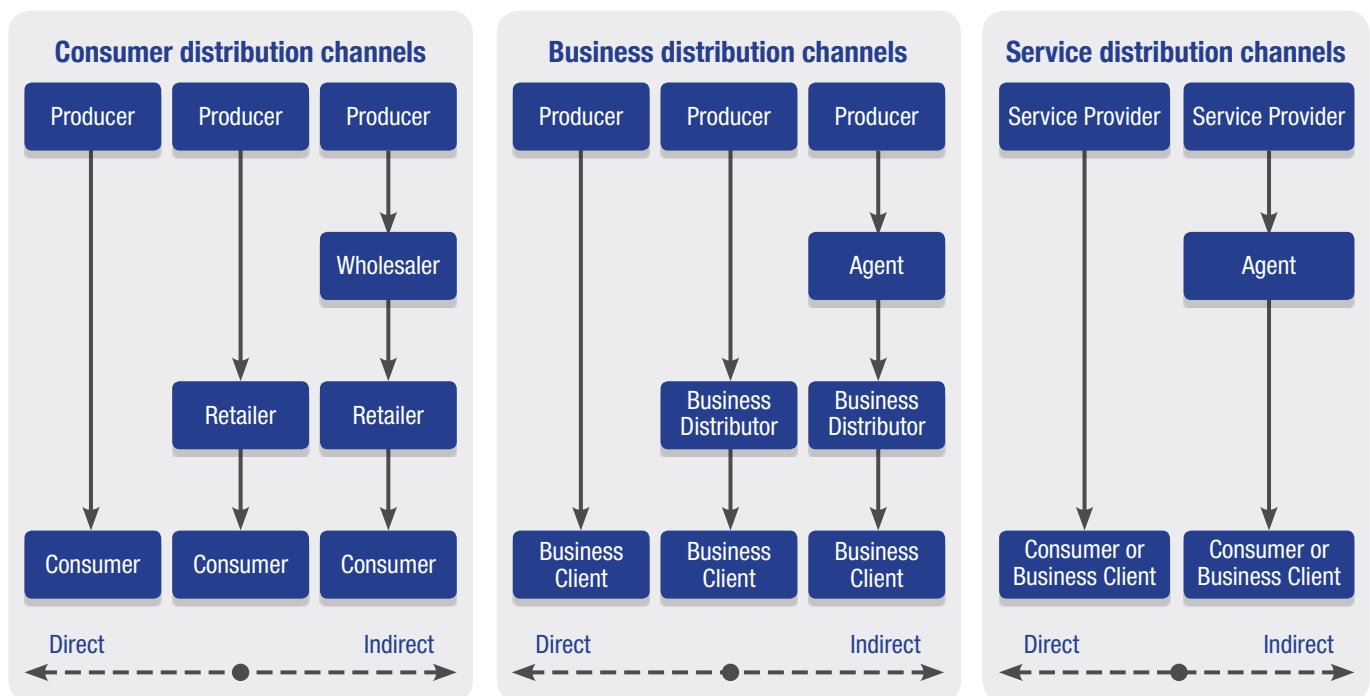 Consumer distribution channels
Producer
Producer
Producer
Wholesaler
Retailer
Retailer
Consumer
Consumer
Consumer
Direct
Indirect
Business distribution channels
Producer
Producer
Producer
Agent
Business
Distributor
Business
Distributor
Business
Client
Business
Client
Business
Client
Direct
Indirect
Service distribution channels
Service Provider
Service Provider
Agent
Consumer or
Business Client
Consumer or
Business Client
Direct
Indirect